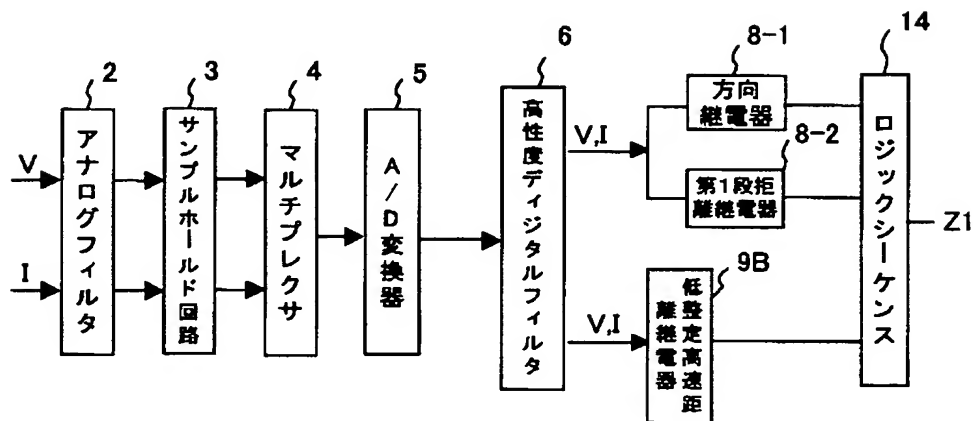 2
3
4
5
6
8-1
14
V
I
アナログフィルタ
サンプルホールド回路
マルチプレクサ
A/D変換器
高性度ディジタルフィルタ
V,I
方向
継電器
8-2
第1段拒
離継電器
V,I
9B
低整定高速距
離継電器
ロジックシーケンス
Z1